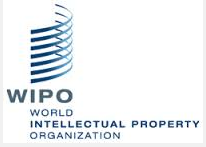 WIPO
WORLD
INTELLECTUAL PROPERTY
ORGANIZATION